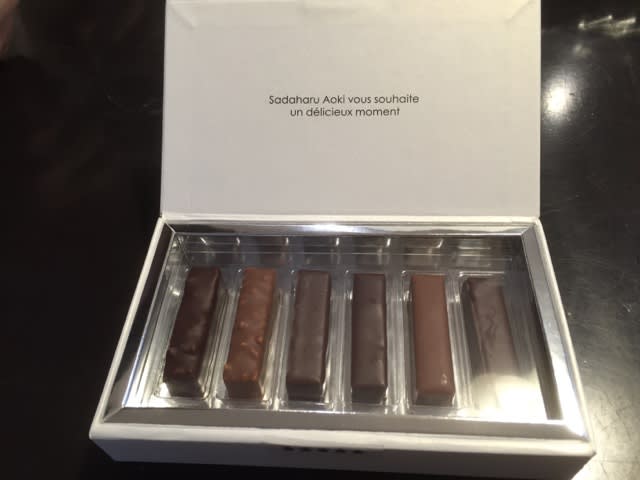 Sadaharu Aoki vous souhaite
un délicieux moment